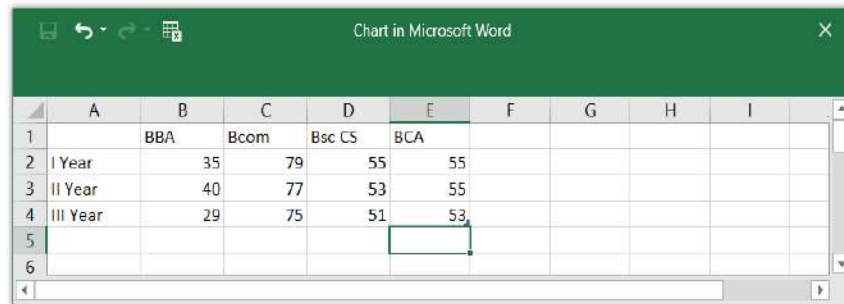 Chart in Microsoft Word
A B C D E F G H I
1 BBA Bcom Bsc CS BCA
2 I Year 35 79 55 55
3 II Year 40 77 53 55
4 III Year 29 75 51 53
5
6